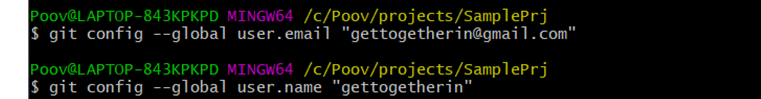 Poov@LAPTOP-843KPKPD MINGW64 /c/Poov/projects/SamplePrj
$ git config --global user.email "gettogetherin@gmail.com"
Poov@LAPTOP-843KPKPD MINGW64 /c/Poov/projects/SamplePrj
$ git config --global user.name "gettogetherin"